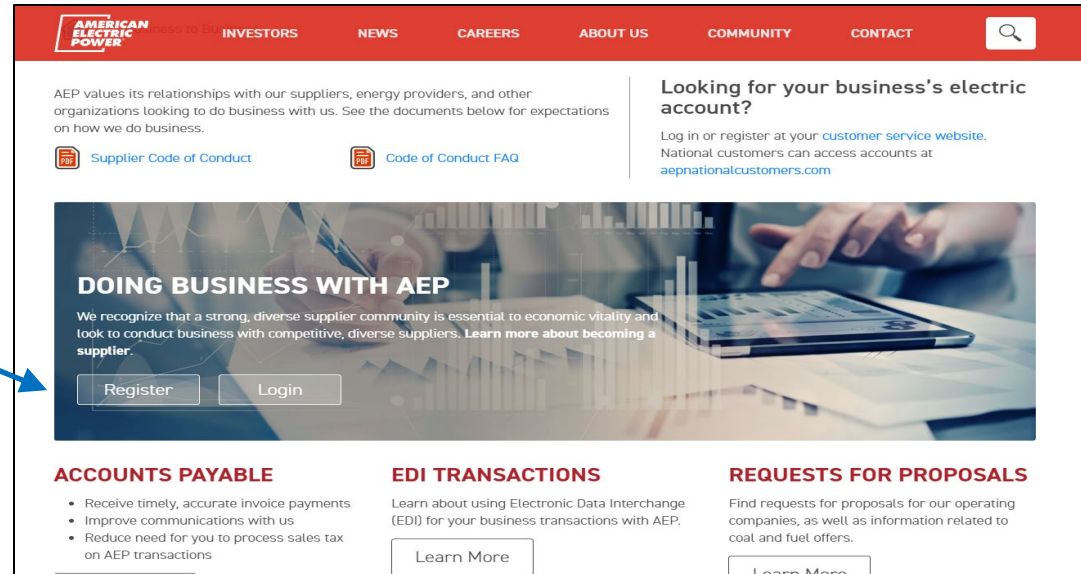 AMERICAN
ELECTRIC
POWER
INVESTORS NEWS CAREERS ABOUT US COMMUNITY CONTACT
AEP values its relationships with our suppliers, energy providers, and other
organizations looking to do business with us. See the documents below for expectations
on how we do business.
PDF Supplier Code of Conduct PDF Code of Conduct FAQ
Looking for your business's electric
account?
Log in or register at your customer service website.
National customers can access accounts at
aepnationalcustomers.com
DOING BUSINESS WITH AEP
We recognize that a strong, diverse supplier community is essential to economic vitality and
look to conduct business with competitive, diverse suppliers. Learn more about becoming a
supplier.
Register Login
ACCOUNTS PAYABLE
• Receive timely, accurate invoice payments
• Improve communications with us
• Reduce need for you to process sales tax
on AEP transactions
EDI TRANSACTIONS
Learn about using Electronic Data Interchange
(EDI) for your business transactions with AEP.
Learn More
REQUESTS FOR PROPOSALS
Find requests for proposals for our operating
companies, as well as information related to
coal and fuel offers.
Learn More